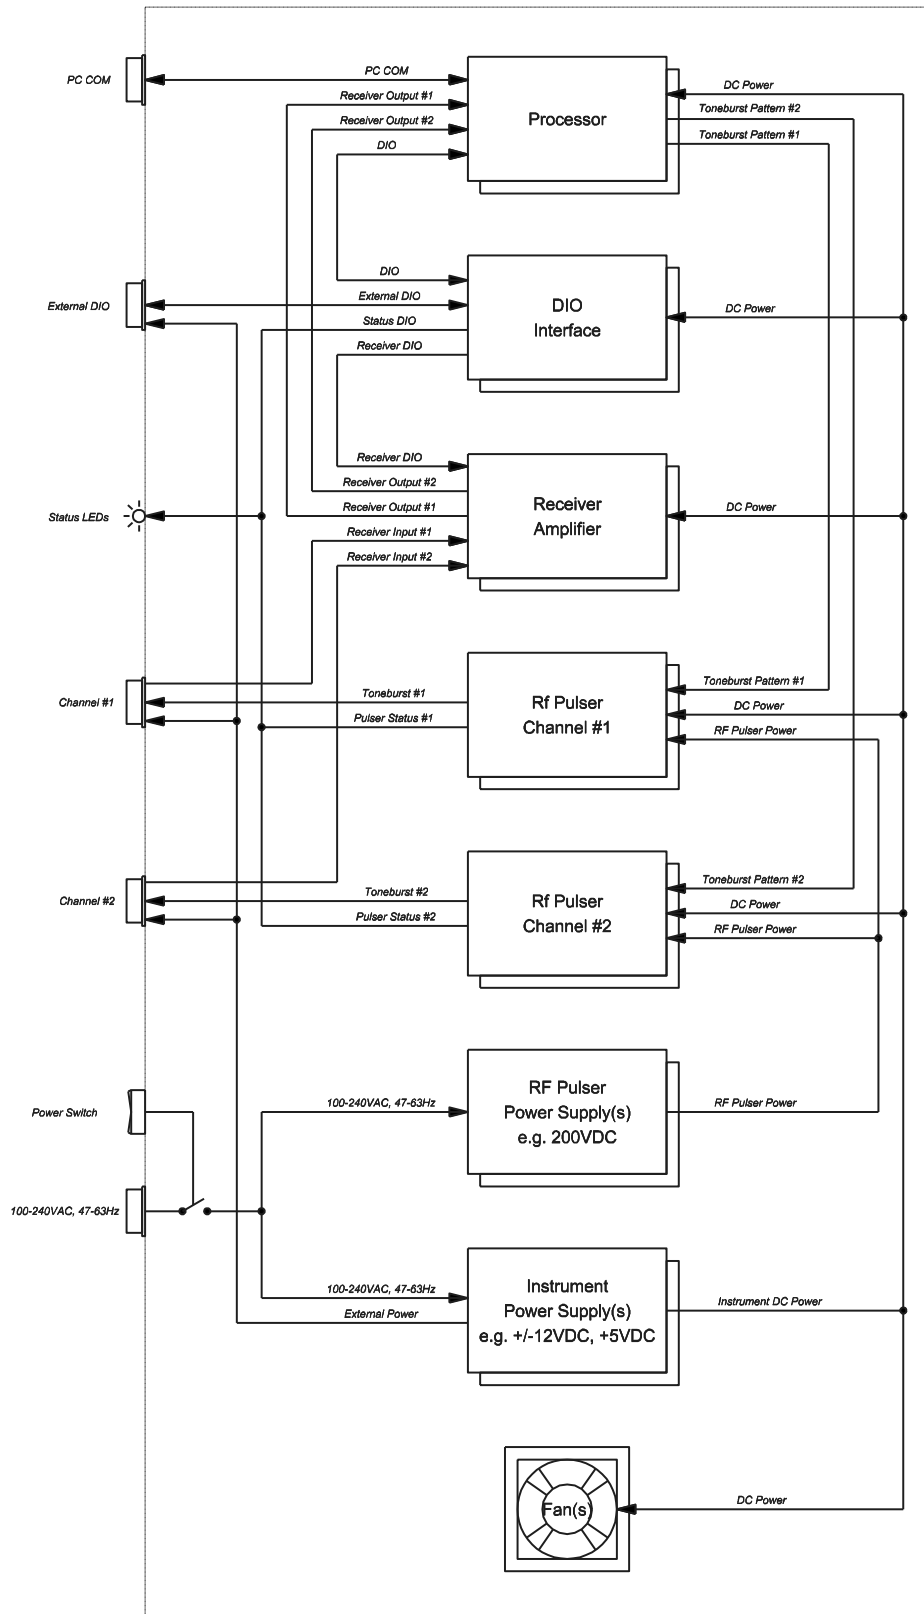 PC COM
PC COM
Receiver Output #1
Receiver Output #2
DIO
Processor
DC Power
Toneburst Pattern #2
Toneburst Pattern #1
External DIO
DIO
External DIO
Status DIO
Receiver DIO
DIO
Interface
DC Power
Status LEDs
Receiver DIO
Receiver Output #2
Receiver Output #1
Receiver Input #1
Receiver Input #2
Receiver
Amplifier
DC Power
Channel #1
Toneburst #1
Pulser Status #1
Rf Pulser
Channel #1
Toneburst Pattern #1
DC Power
RF Pulser Power
Channel #2
Toneburst #2
Pulser Status #2
Rf Pulser
Channel #2
Toneburst Pattern #2
DC Power
RF Pulser Power
Power Switch
100-240VAC, 47-63Hz
RF Pulser
Power Supply(s)
e.g. 200VDC
RF Pulser Power
100-240VAC, 47-63Hz
100-240VAC, 47-63Hz
External Power
Instrument
Power Supply(s)
e.g. +/-12VDC, +5VDC
Instrument DC Power
Fan(s)
DC Power